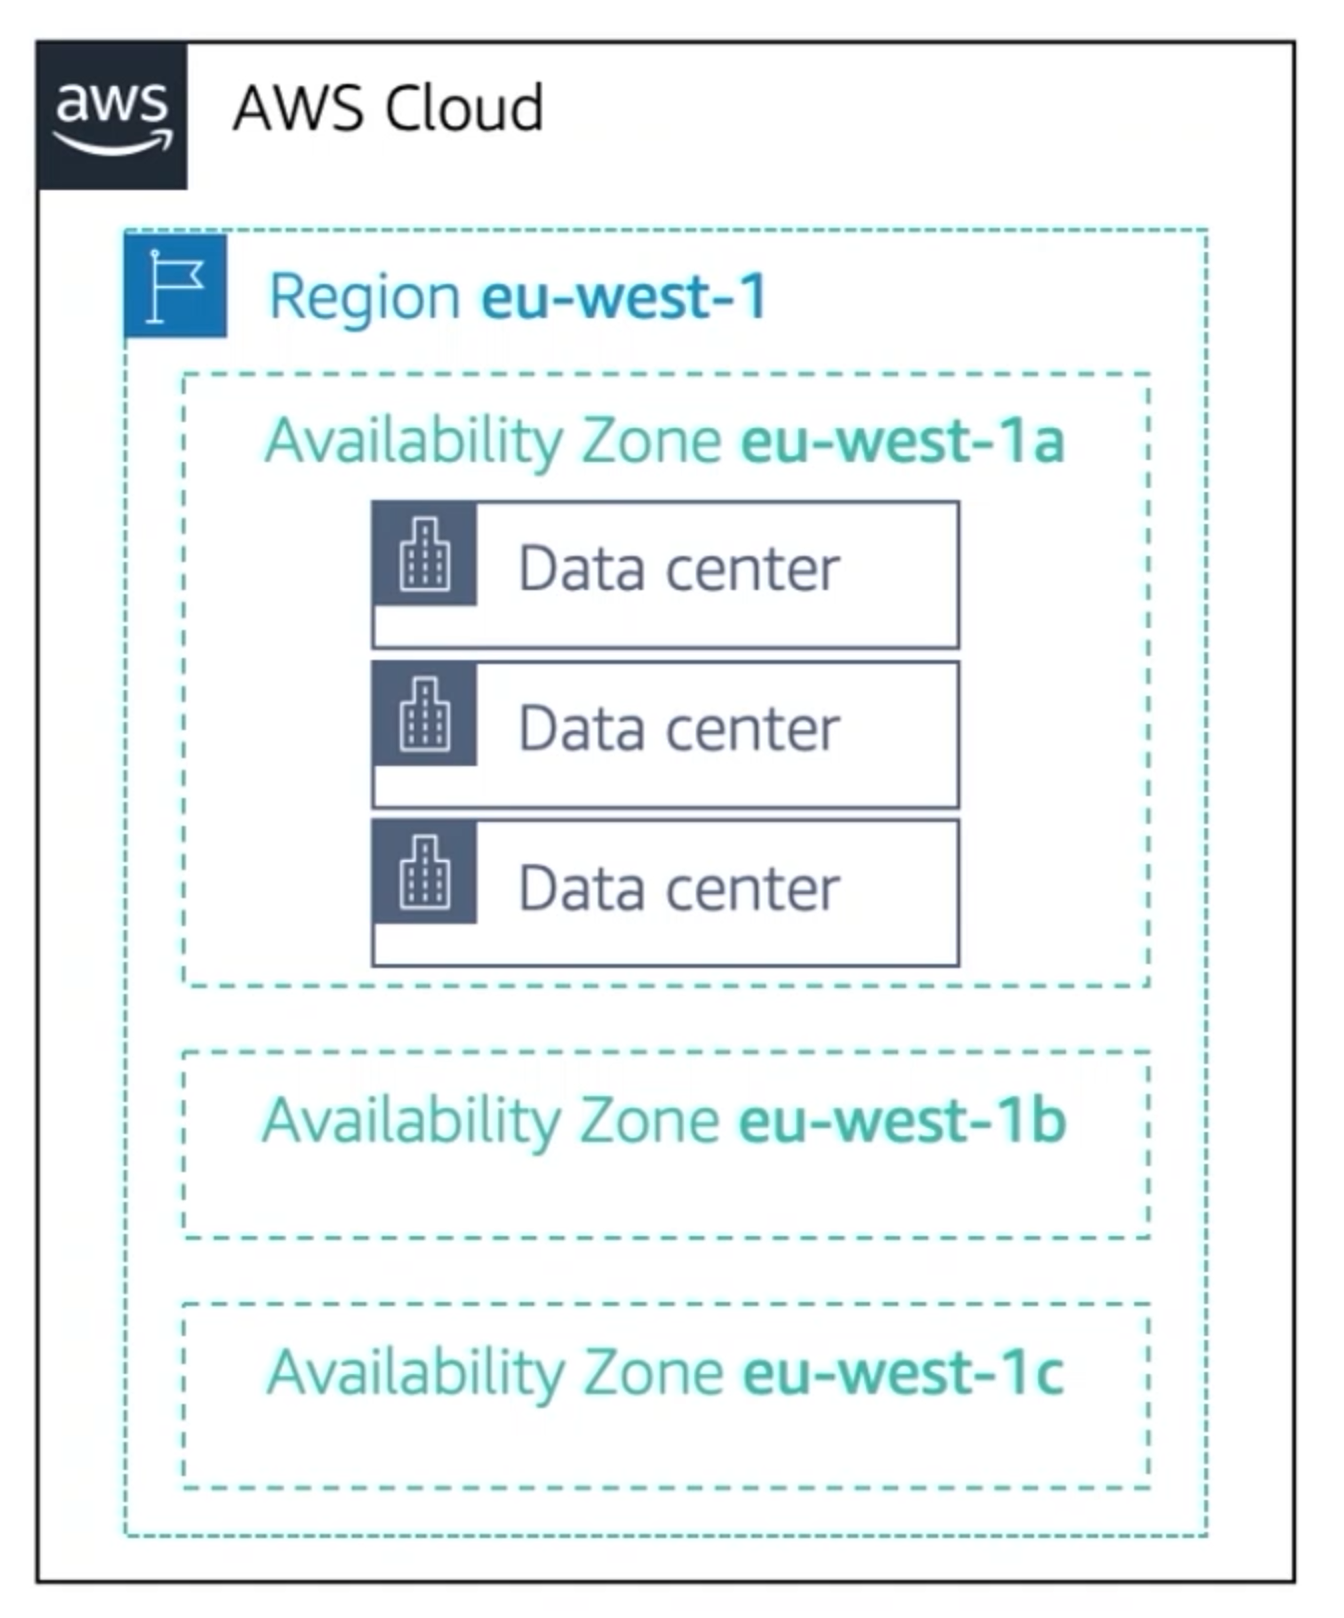 aws
AWS Cloud
Region eu-west-1
Availability Zone eu-west-1a
Data center
Data center
Data center
Availability Zone eu-west-1b
Availability Zone eu-west-1c